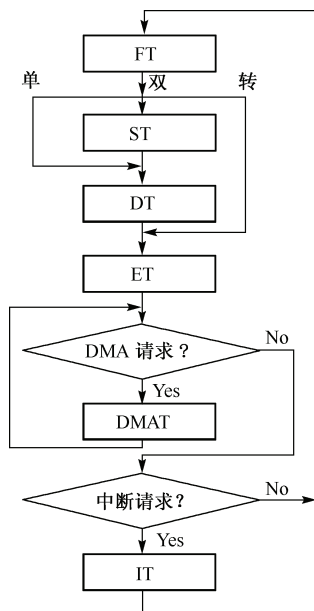 FT
单 双 转
ST
DT
ET
DMA 请求？
No
Yes
DMAT
中断请求?
No
Yes
IT